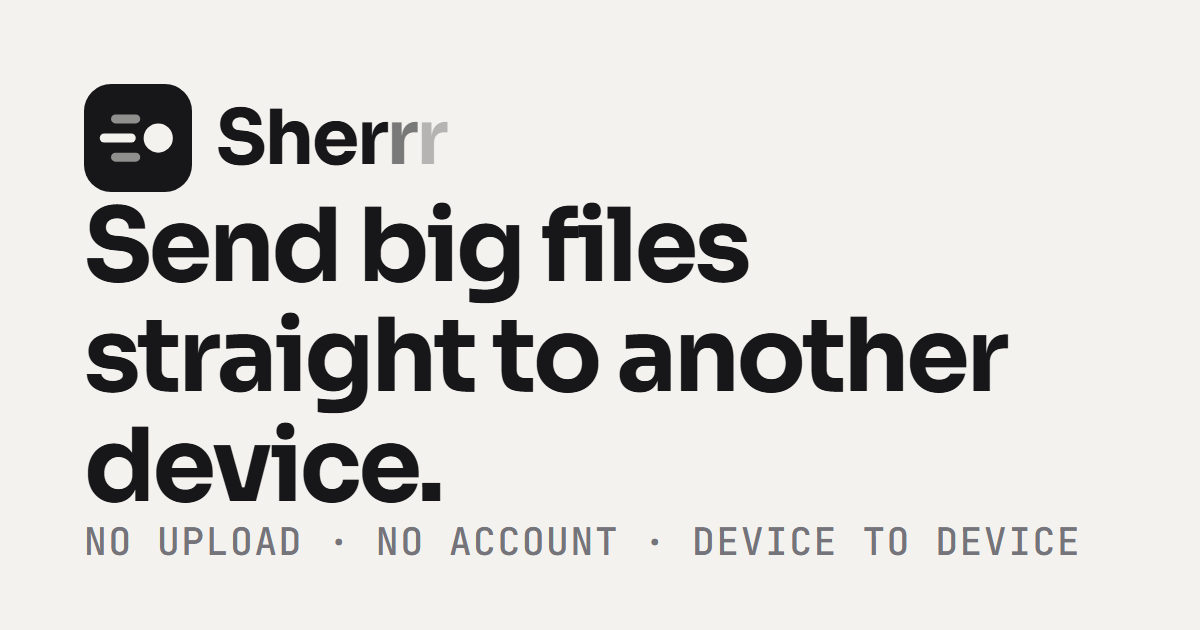 Sherrr
Send big files
straight to another
device.
NO UPLOAD · NO ACCOUNT · DEVICE TO DEVICE